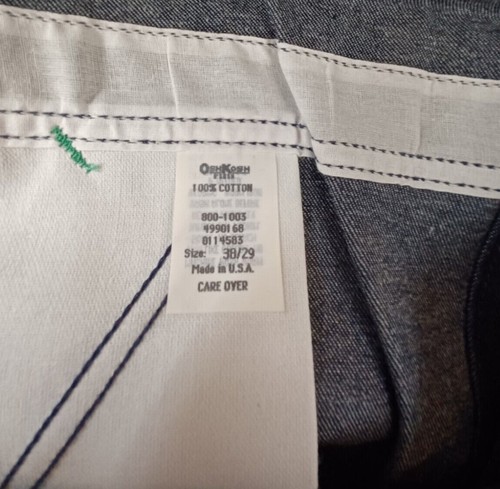 OshKosh
100% COTTON
800-1003
4990168
0114583
Size: 38/29
Made in U.S.A.
CARE OVER